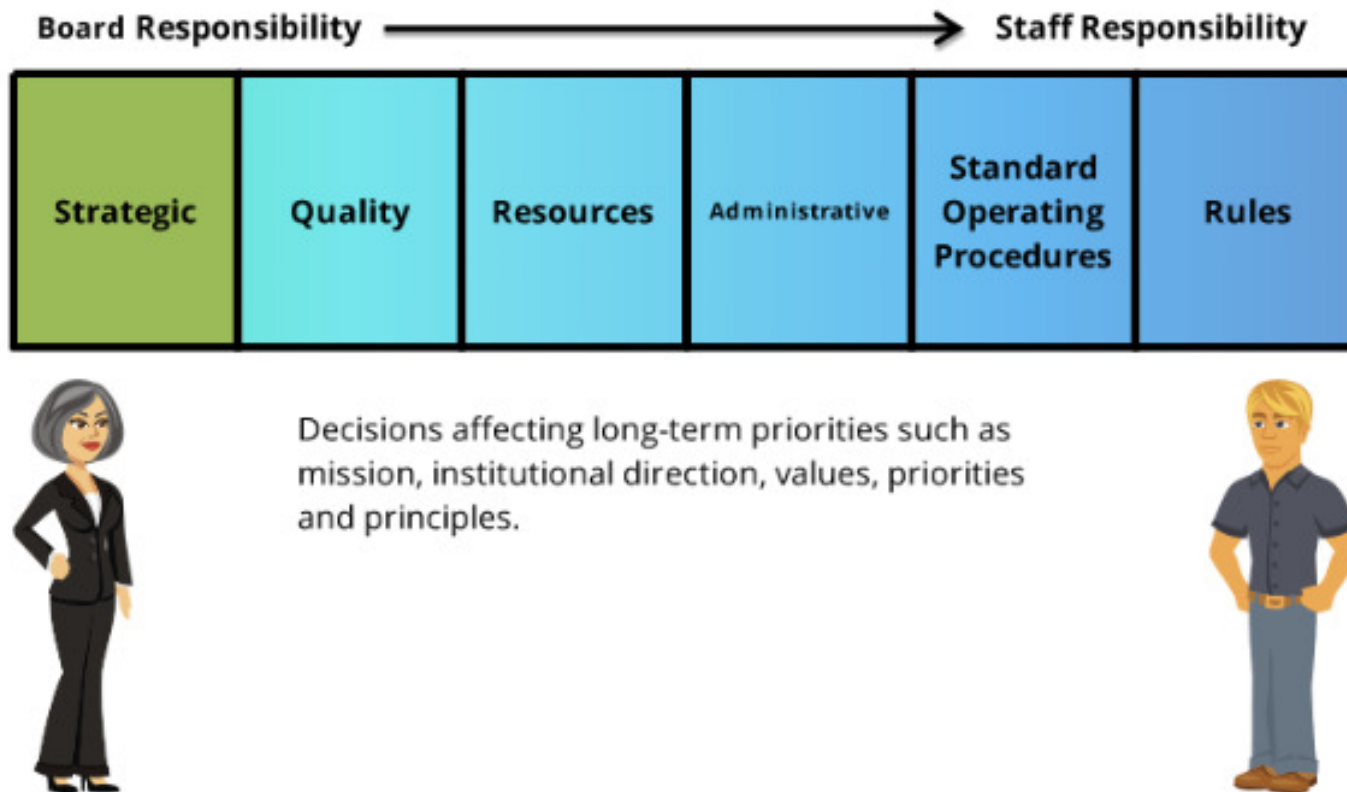 Board Responsibility
Staff Responsibility
Strategic
Quality
Resources
Administrative
Standard
Operating
Procedures
Rules
Decisions affecting long-term priorities such as
mission, institutional direction, values, priorities
and principles.